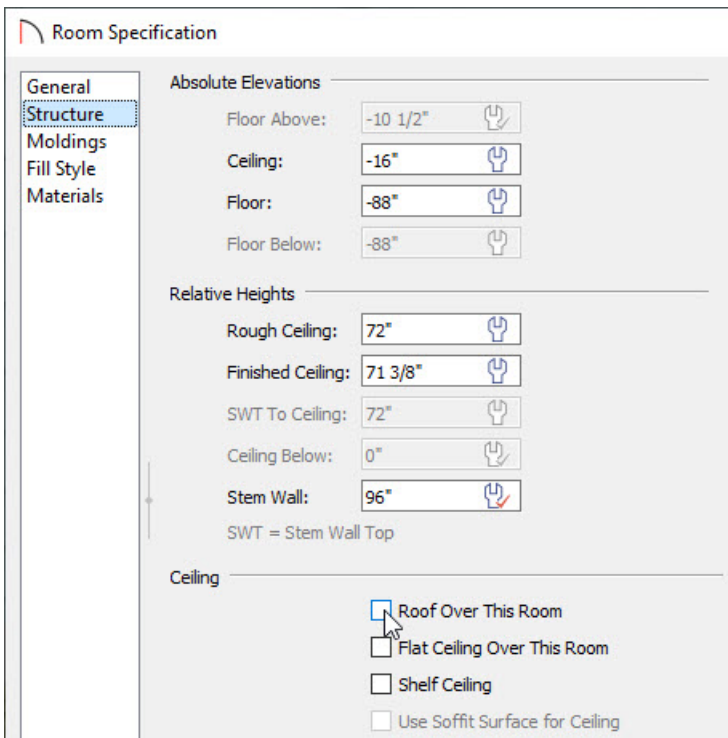 Room Specification
General
Structure
Moldings
Fill Style
Materials
Absolute Elevations
Floor Above: -10 1/2"
Ceiling: -16"
Floor: -88"
Floor Below: -88"
Relative Heights
Rough Ceiling: 72"
Finished Ceiling: 71 3/8"
SWT To Ceiling: 72"
Ceiling Below: 0"
Stem Wall: 96"
SWT = Stem Wall Top
Ceiling
Roof Over This Room
Flat Ceiling Over This Room
Shelf Ceiling
Use Soffit Surface for Ceiling